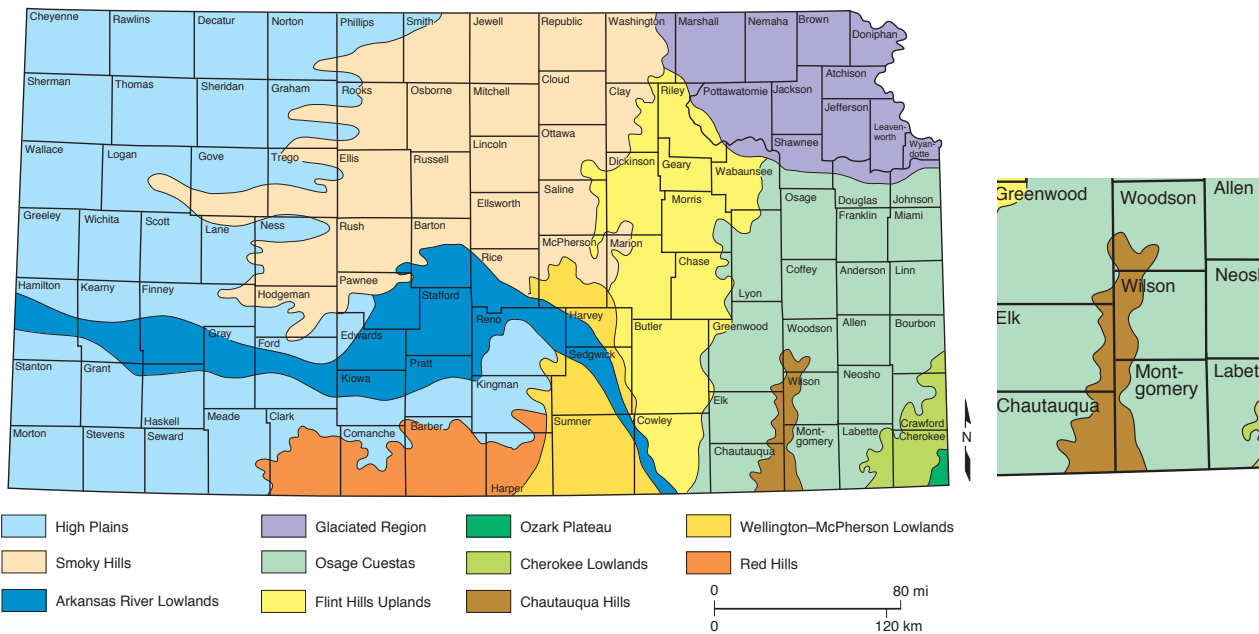 Cheyenne
Rawlins
Decatur
Norton
Phillips
Smith
Jewell
Republic
Washington
Marshall
Nemaha
Brown
Doniphan
Sherman
Thomas
Sheridan
Graham
Rooks
Osborne
Mitchell
Cloud
Clay
Riley
Pottawatomie
Jackson
Atchison
Jefferson
Leaven-
worth
Wyan-
dotte
Wallace
Logan
Gove
Trego
Ellis
Russell
Lincoln
Ottawa
Dickinson
Geary
Wabaunsee
Shawnee
Saline
Ellsworth
Morris
Osage
Douglas
Johnson
Greeley
Wichita
Scott
Lane
Ness
Rush
Barton
McPherson
Marion
Franklin
Miami
Rice
Chase
Hamilton
Kearny
Finney
Hodgeman
Pawnee
Stafford
Lyon
Coffey
Anderson
Linn
Gray
Ford
Edwards
Reno
Harvey
Butler
Greenwood
Woodson
Allen
Bourbon
Stanton
Grant
Haskell
Kiowa
Pratt
Kingman
Sedgwick
Elk
Wilson
Neosho
Crawford
Meade
Clark
Comanche
Barber
Sumner
Cowley
Mont-
gomery
Labette
Cherokee
Morton
Stevens
Seward
Harper
Chautauqua
N
Greenwood
Woodson
Allen
Elk
Wilson
Neosl
Chautauqua
Mont-
gomery
Labet
High Plains
Smoky Hills
Arkansas River Lowlands
Glaciated Region
Osage Cuestas
Flint Hills Uplands
Ozark Plateau
Cherokee Lowlands
Chautauqua Hills
Wellington–McPherson Lowlands
Red Hills
0 80 mi
0 120 km